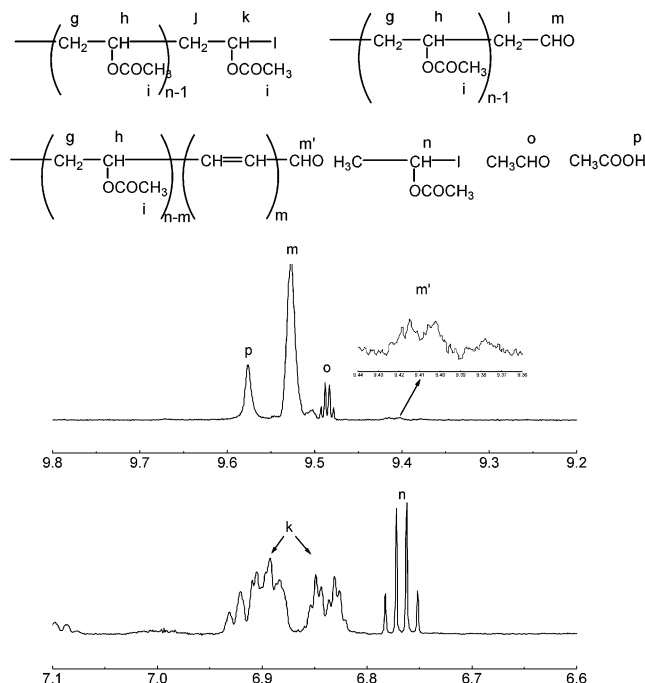 g h j k g h l m
CH₂ CH CH₂ CH I CH₂ CH CH₂ CHO
OCOCH₃ OCOCH₃ OCOCH₃
i n-1 i i n-1
g h m' n o p
CH₂ CH CH CH CHO H₃C CH I CH₃CHO CH₃COOH
OCOCH₃ OCOCH₃
i n-m m
m
m'
p
o
9.44 9.43 9.42 9.41 9.40 9.39 9.38 9.37 9.36
9.8 9.7 9.6 9.5 9.4 9.3 9.2
n
k
7.1 7.0 6.9 6.8 6.7 6.6